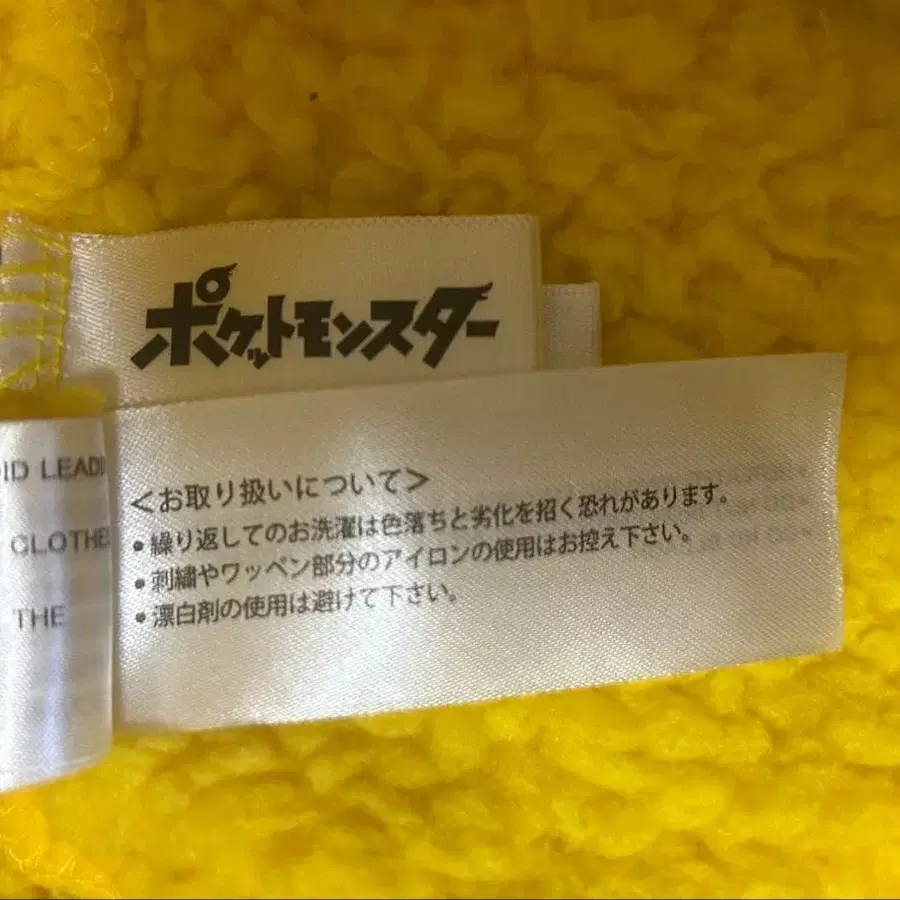 ポケットモンスター
<お取り扱いについて>
•繰り返してのお洗濯は色落ちと劣化を招く恐れがあります。
•刺繍やワッペン部分のアイロンの使用はお控え下さい。
•漂白剤の使用は避けて下さい。
LEAD
CLOTHE
THE